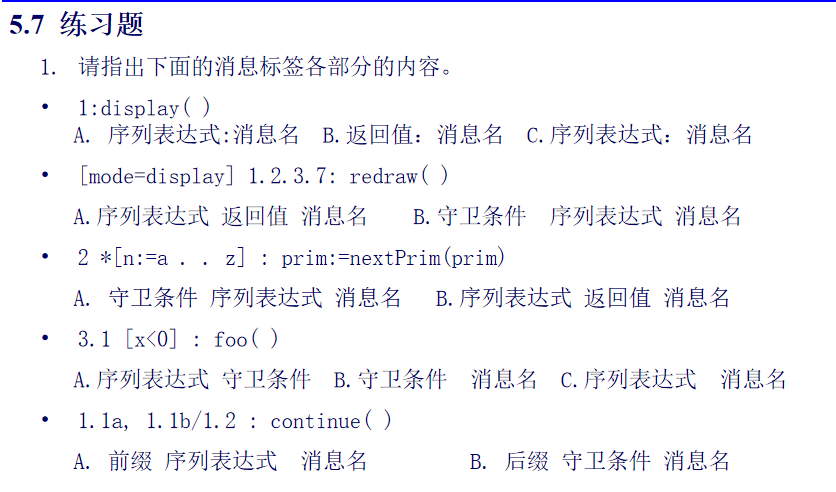 5.7 练习题
1. 请指出下面的消息标签各部分的内容。
• 1:display( )
A. 序列表达式:消息名 B.返回值: 消息名 C.序列表达式: 消息名
• [mode=display] 1.2.3.7: redraw( )
A.序列表达式 返回值 消息名 B.守卫条件 序列表达式 消息名
• 2 *[n:=a . . z] : prim:=nextPrim(prim)
A. 守卫条件 序列表达式 消息名 B.序列表达式 返回值 消息名
• 3.1 [x<0] : foo( )
A.序列表达式 守卫条件 B.守卫条件 消息名 C.序列表达式 消息名
• 1.1a, 1.1b/1.2 : continue( )
A. 前缀 序列表达式 消息名 B. 后缀 守卫条件 消息名